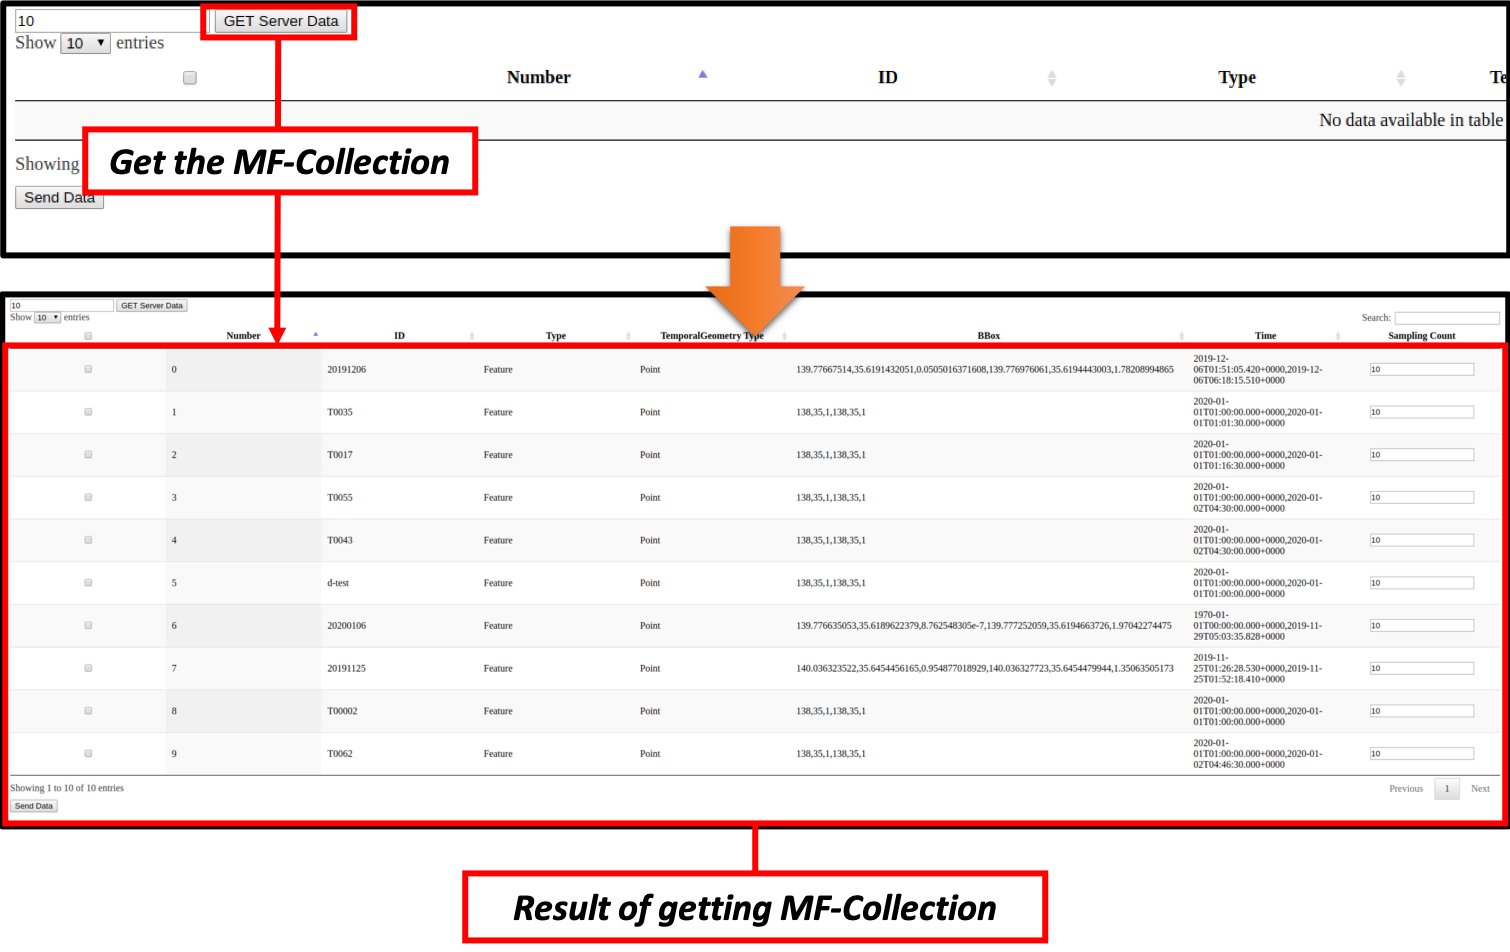 10 GET Server Data
Show 10 entries
Number ID Type Te
No data available in table
Get the MF-Collection
Showing
Send Data
10 GET Server Data
Show 10 entries Search:
Number ID Type TemporalGeometry Type BBox Time Sampling Count
0 20191206 Feature Point 139.77667514,35.6191432051,0.0505016371608,139.776976061,35.6194443003,1.78208994865 2019-12-
06T01:51:05.420+0000,2019-12- 10
06T06:18:15.510+0000
1 T0035 Feature Point 138,35,1,138,35,1 2020-01-
01T01:00:00.000+0000,2020-01- 10
01T01:01:30.000+0000
2 T0017 Feature Point 138,35,1,138,35,1 2020-01-
01T01:00:00.000+0000,2020-01- 10
01T01:16:30.000+0000
3 T0055 Feature Point 138,35,1,138,35,1 2020-01-
01T01:00:00.000+0000,2020-01- 10
02T04:30:00.000+0000
4 T0043 Feature Point 138,35,1,138,35,1 2020-01-
01T01:00:00.000+0000,2020-01- 10
02T04:30:00.000+0000
5 d-test Feature Point 138,35,1,138,35,1 2020-01-
01T01:00:00.000+0000,2020-01- 10
01T01:00:00.000+0000
6 20200106 Feature Point 139.776635053,35.6189622379,8.762548305e-7,139.777252059,35.6194663726,1.97042274475 1970-01-
01T00:00:00.000+0000,2019-11- 10
29T05:03:35.828+0000
7 20191125 Feature Point 140.036323522,35.6454456165,0.954877018929,140.036327723,35.6454479944,1.35063505173 2019-11-
25T01:26:28.530+0000,2019-11- 10
25T01:52:18.410+0000
8 T00002 Feature Point 138,35,1,138,35,1 2020-01-
01T01:00:00.000+0000,2020-01- 10
01T01:00:00.000+0000
9 T0062 Feature Point 138,35,1,138,35,1 2020-01-
01T01:00:00.000+0000,2020-01- 10
02T04:46:30.000+0000
Showing 1 to 10 of 10 entries Previous 1 Next
Send Data
Result of getting MF-Collection